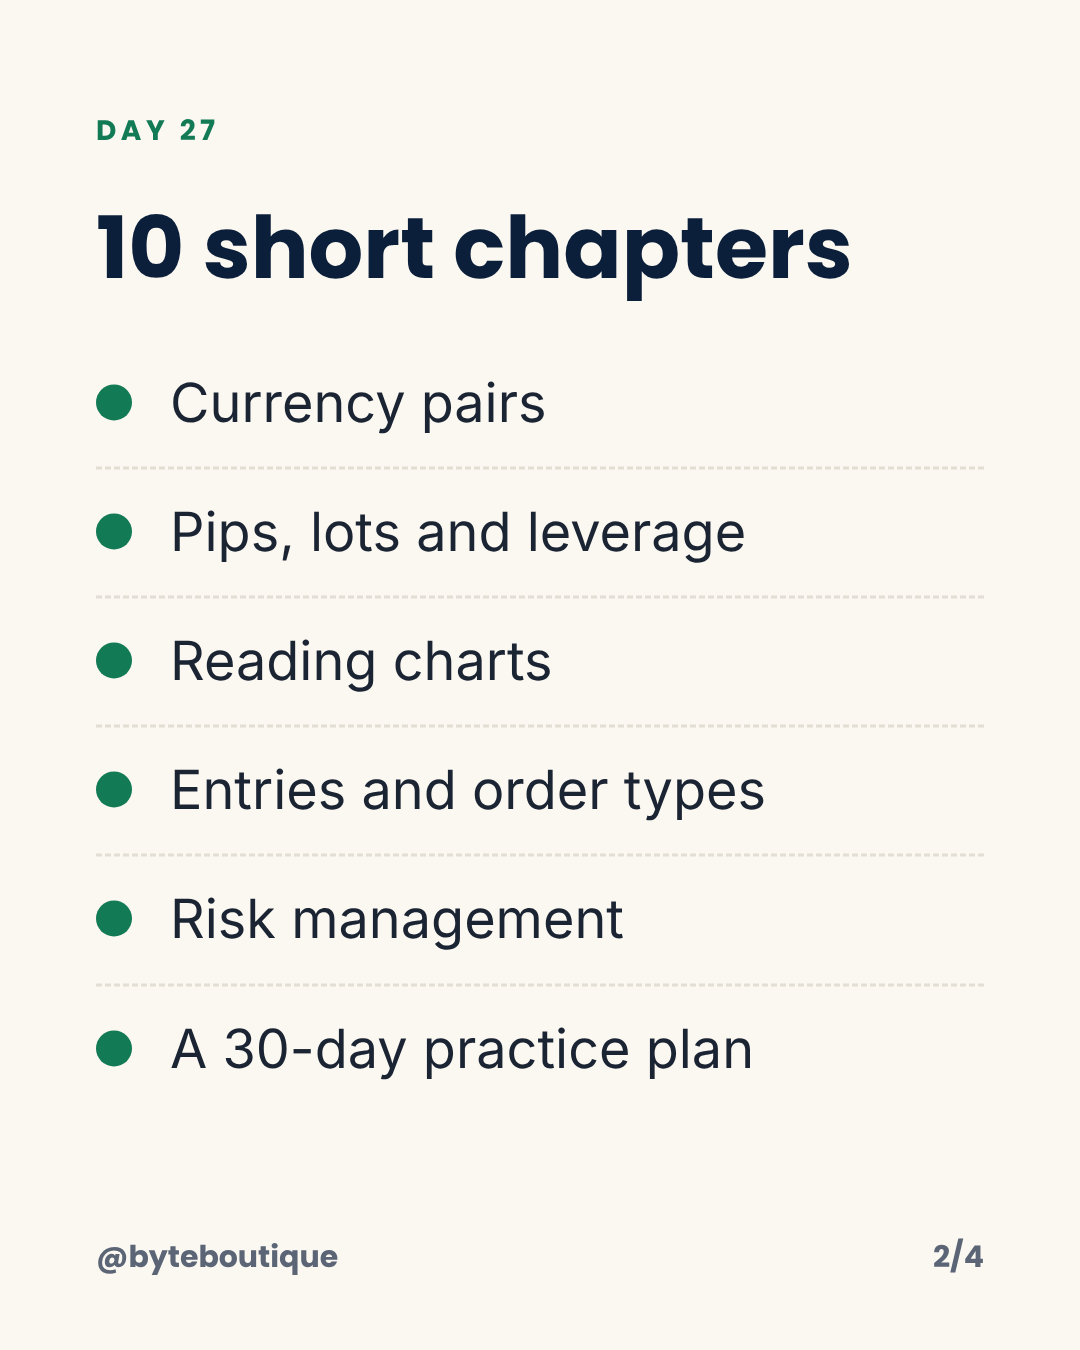 DAY 27
10 short chapters
Currency pairs
Pips, lots and leverage
Reading charts
Entries and order types
Risk management
A 30-day practice plan
@byteboutique
2/4